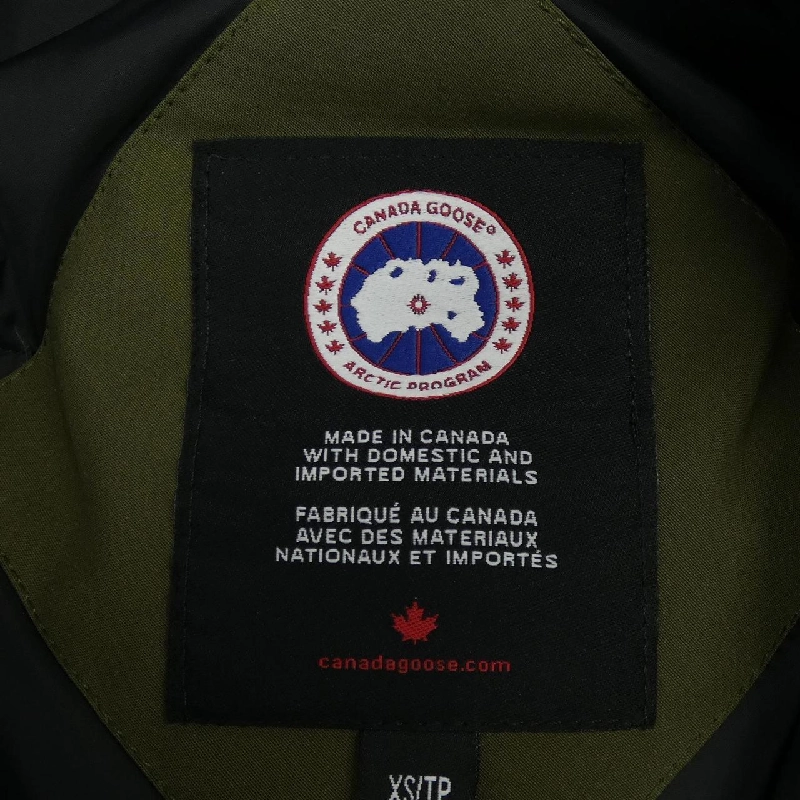 CANADA GOOSE®
ARCTIC PROGRAM
MADE IN CANADA
WITH DOMESTIC AND
IMPORTED MATERIALS
FABRIQUÉ AU CANADA
AVEC DES MATERIAUX
NATIONAUX ET IMPORTÉS
canadagoose.com
XS/TP